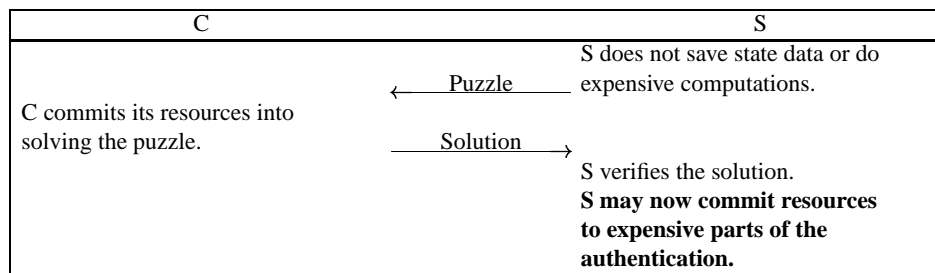 C S
S does not save state data or do
Puzzle expensive computations.
C commits its resources into
solving the puzzle.
Solution
S verifies the solution.
S may now commit resources
to expensive parts of the
authentication.